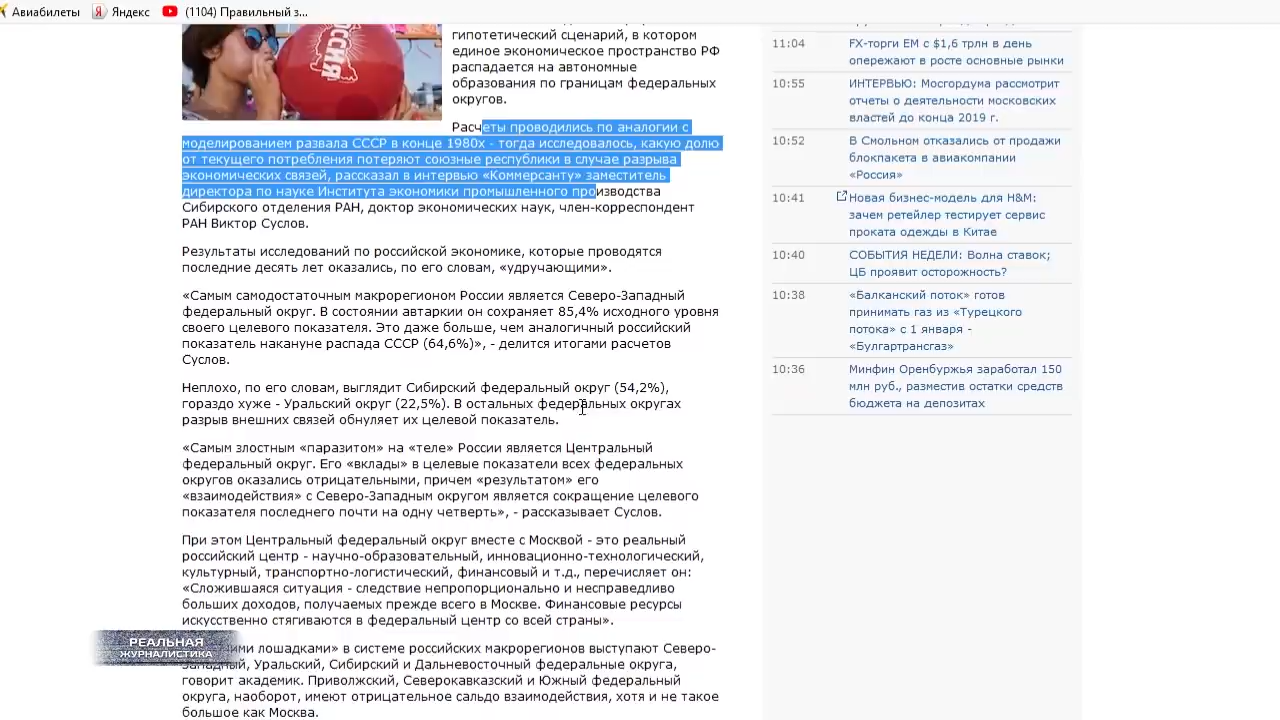 Авиабилеты
Яндекс
(1104) Правильный з...
гипотетический сценарий, в котором
единое экономическое пространство РФ
распадается на автономные
образования по границам федеральных
округов.
РОССИЯ
Расчеты проводились по аналогии с
моделированием развала СССР в конце 1980х - тогда исследовалось, какую долю
от текущего потребления потеряют союзные республики в случае разрыва
экономических связей, рассказал в интервью «Коммерсанту» заместитель
директора по науке Института экономики промышленного производства
Сибирского отделения РАН, доктор экономических наук, член-корреспондент
РАН Виктор Суслов.
Результаты исследований по российской экономике, которые проводятся
последние десять лет оказались, по его словам, «удручающими».
«Самым самодостаточным макрорегионом России является Северо-Западный
федеральный округ. В состоянии автаркии он сохраняет 85,4% исходного уровня
своего целевого показателя. Это даже больше, чем аналогичный российский
показатель накануне распада СССР (64,6%)», - делится итогами расчетов
Суслов.
Неплохо, по его словам, выглядит Сибирский федеральный округ (54,2%),
гораздо хуже - Уральский округ (22,5%). В остальных федеральных округах
разрыв внешних связей обнуляет их целевой показатель.
«Самым злостным «паразитом» на «теле» России является Центральный
федеральный округ. Его «вклады» в целевые показатели всех федеральных
округов оказались отрицательными, причем «результатом» его
«взаимодействия» с Северо-Западным округом является сокращение целевого
показателя последнего почти на одну четверть», - рассказывает Суслов.
При этом Центральный федеральный округ вместе с Москвой - это реальный
российский центр - научно-образовательный, инновационно-технологический,
культурный, транспортно-логистический, финансовый и т.д., перечисляет он:
«Сложившаяся ситуация - следствие непропорционально и несправедливо
больших доходов, получаемых прежде всего в Москве. Финансовые ресурсы
искусственно стягиваются в федеральный центр со всей страны».
лошадками» в системе российских макрорегионов выступают Северо-
Западный, Уральский, Сибирский и Дальневосточный федеральные округа,
говорит академик. Приволжский, Северокавказский и Южный федеральный
округа, наоборот, имеют отрицательное сальдо взаимодействия, хотя и не такое
большое как Москва.
РЕАЛЬНАЯ
ЖУРНАЛИСТИКА
11:04
FX-торги ЕМ с $1,6 трлн в день
опережают в росте основные рынки
10:55
ИНТЕРВЬЮ: Мосгордума рассмотрит
отчеты о деятельности московских
властей до конца 2019 г.
10:52
В Смольном отказались от продажи
блокпакета в авиакомпании
«Россия»
10:41
Новая бизнес-модель для H&M:
зачем ретейлер тестирует сервис
проката одежды в Китае
10:40
СОБЫТИЯ НЕДЕЛИ: Волна ставок;
ЦБ проявит осторожность?
10:38
«Балканский поток» готов
принимать газ из «Турецкого
потока» с 1 января -
«Булгартрансгаз»
10:36
Минфин Оренбуржья заработал 150
млн руб., разместив остатки средств
бюджета на депозитах